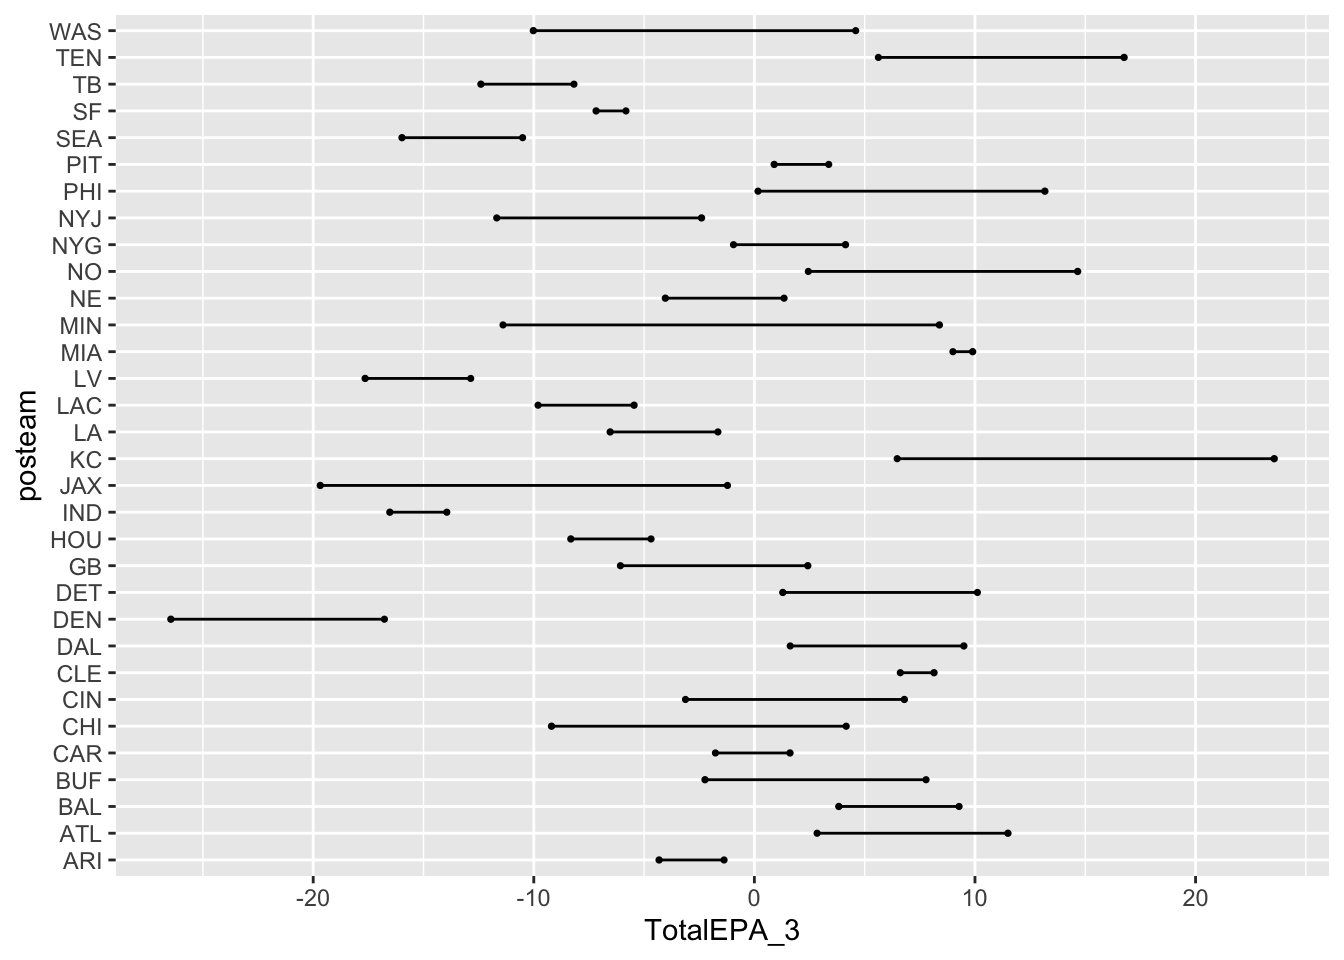 WAS
TEN
TB
SF
SEA
PIT
PHI
NYJ
NYG
NO
NE
MIN
MIA
LV
LAC
LA
KC
JAX
IND
HOU
GB
DET
DEN
DAL
CLE
CIN
CHI
CAR
BUF
BAL
ATL
ARI
posteam
-20 -10 0 10 20
TotalEPA_3